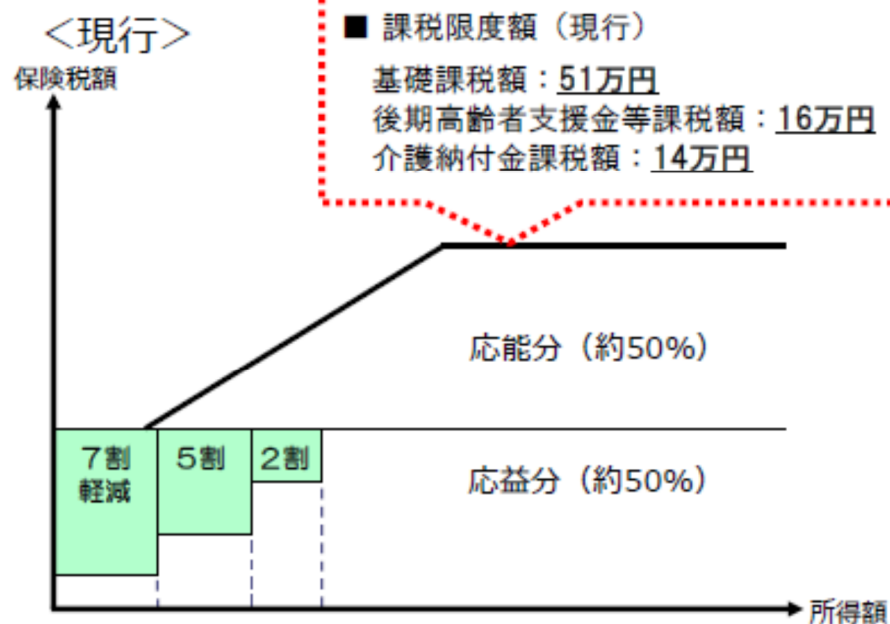 ＜現行＞
保険税額
■ 課税限度額（現行）
基礎課税額：51万円
後期高齢者支援金等課税額：16万円
介護納付金課税額：14万円
応能分（約50%）
7割
軽減
5割
2割
応益分（約50%）
所得額